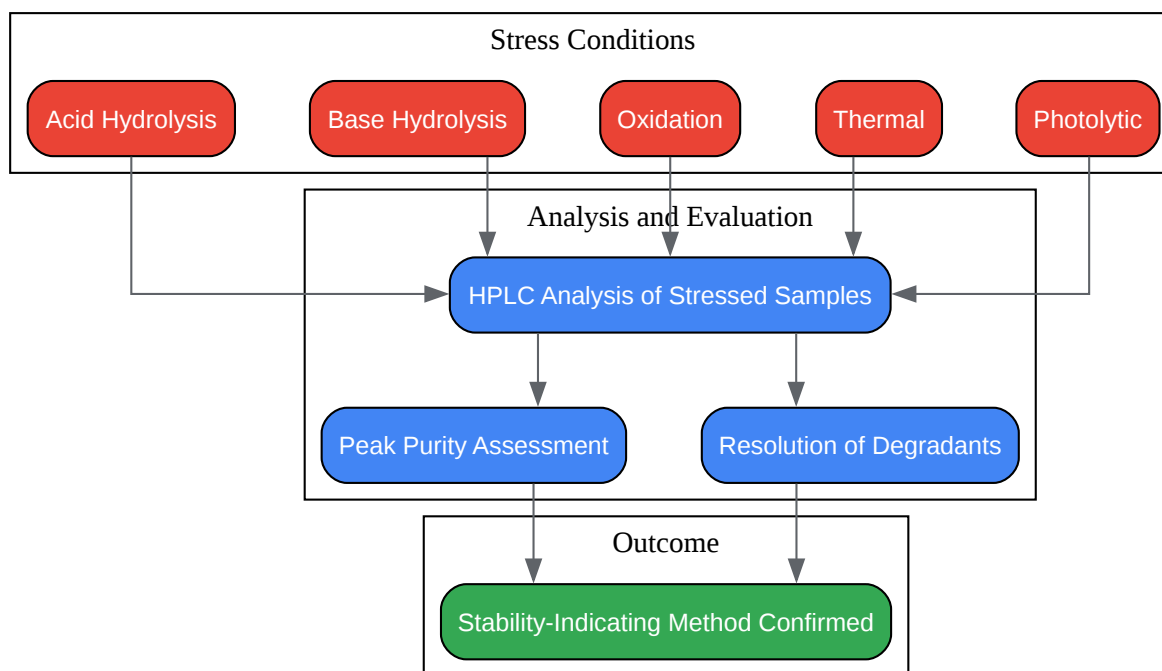 Stress Conditions
Acid Hydrolysis
Base Hydrolysis
Oxidation
Thermal
Photolytic
Analysis and Evaluation
HPLC Analysis of Stressed Samples
Peak Purity Assessment
Resolution of Degradants
Outcome
Stability-Indicating Method Confirmed